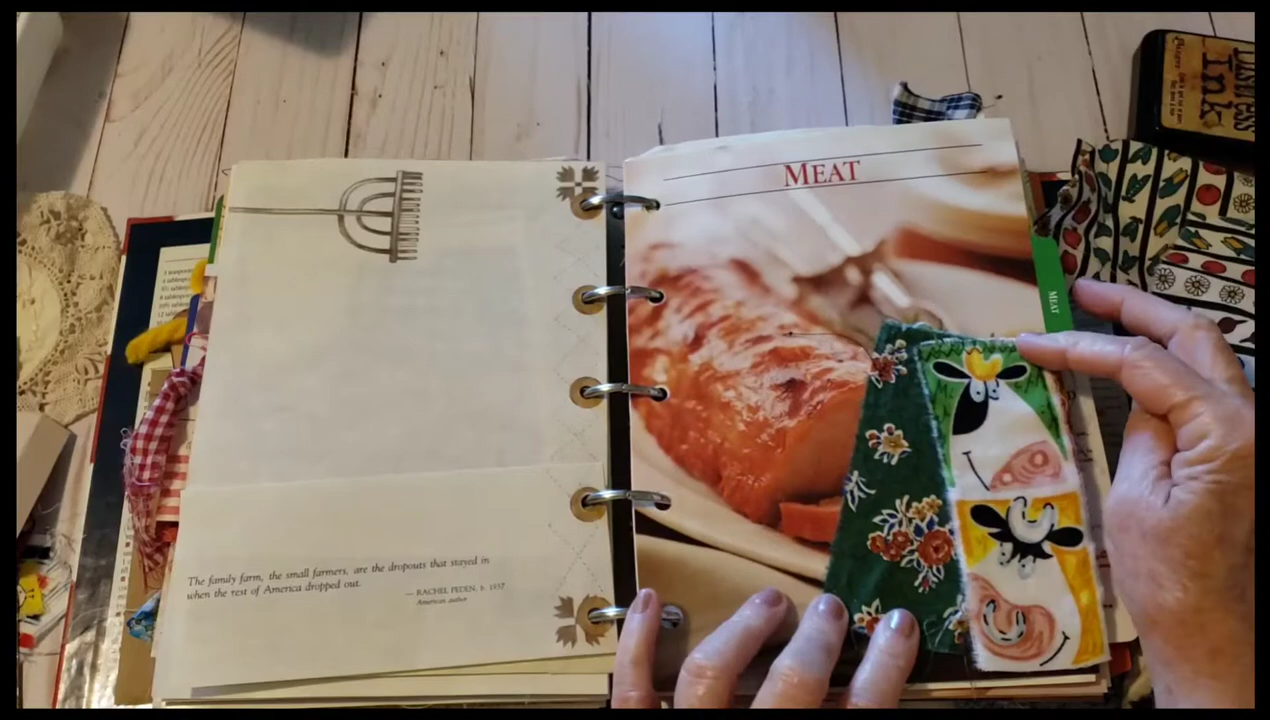 MEAT
MEAT
The family farm, the small farmers, are the dropouts that stayed in
when the rest of America dropped out.
— RACHEL PEDEN, b. 1937
American author
DISTRESS
Ink